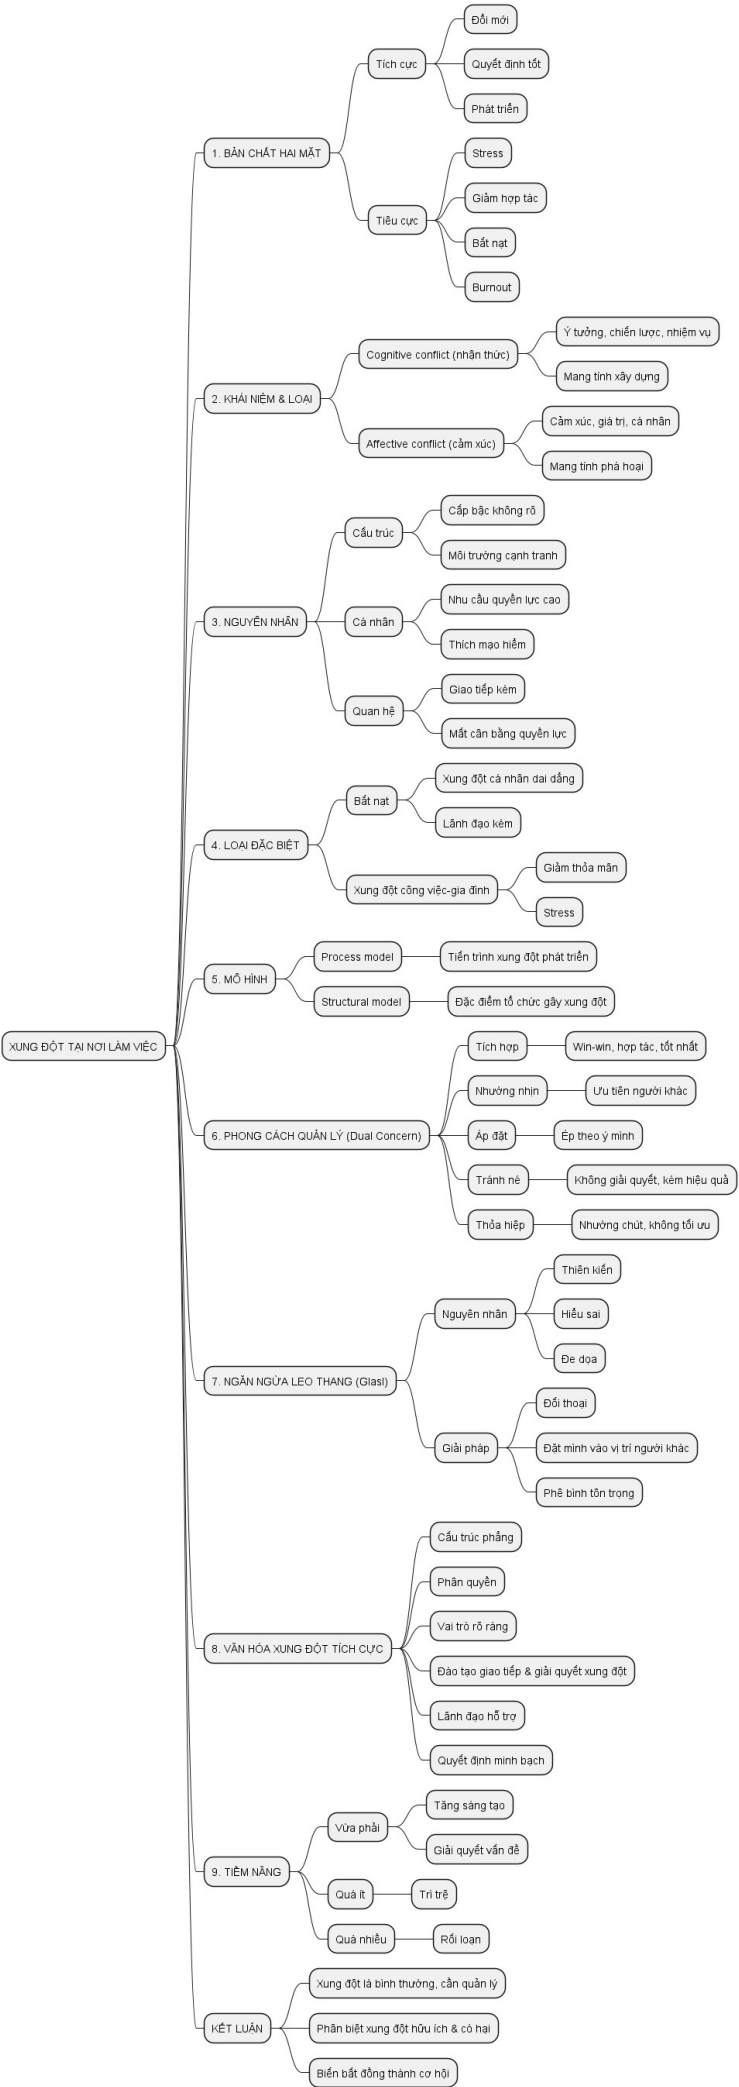 XUNG ĐỘT TẠI NƠI LÀM VIỆC
1. BẢN CHẤT HAI MẶT
Tích cực
Đổi mới
Quyết định tốt
Phát triển
Tiêu cực
Stress
Giảm hợp tác
Bắt nạt
Burnout
2. KHÁI NIỆM & LOẠI
Cognitive conflict (nhận thức)
Ý tưởng, chiến lược, nhiệm vụ
Mang tính xây dựng
Affective conflict (cảm xúc)
Cảm xúc, giá trị, cá nhân
Mang tính phá hoại
3. NGUYÊN NHÂN
Cấu trúc
Cấp bậc không rõ
Môi trường cạnh tranh
Cá nhân
Nhu cầu quyền lực cao
Thích mạo hiểm
Quan hệ
Giao tiếp kém
Mất cân bằng quyền lực
4. LOẠI ĐẶC BIỆT
Bắt nạt
Xung đột cá nhân dai dẳng
Lãnh đạo kém
Xung đột công việc-gia đình
Giảm thỏa mãn
Stress
5. MÔ HÌNH
Process model
Tiến trình xung đột phát triển
Structural model
Đặc điểm tổ chức gây xung đột
6. PHONG CÁCH QUẢN LÝ (Dual Concern)
Tích hợp
Win-win, hợp tác, tốt nhất
Nhường nhịn
Ưu tiên người khác
Áp đặt
Ép theo ý mình
Tránh né
Không giải quyết, kém hiệu quả
Thỏa hiệp
Nhường chút, không tối ưu
7. NGĂN NGỪA LEO THANG (Glasl)
Nguyên nhân
Thiên kiến
Hiểu sai
Đe dọa
Giải pháp
Đối thoại
Đặt mình vào vị trí người khác
Phê bình tôn trọng
8. VĂN HÓA XUNG ĐỘT TÍCH CỰC
Cấu trúc phẳng
Phân quyền
Vai trò rõ ràng
Đào tạo giao tiếp & giải quyết xung đột
Lãnh đạo hỗ trợ
Quyết định minh bạch
9. TIỀM NĂNG
Vừa phải
Tăng sáng tạo
Giải quyết vấn đề
Quá ít
Trì trệ
Quá nhiều
Rối loạn
KẾT LUẬN
Xung đột là bình thường, cần quản lý
Phân biệt xung đột hữu ích & có hại
Biến bất đồng thành cơ hội